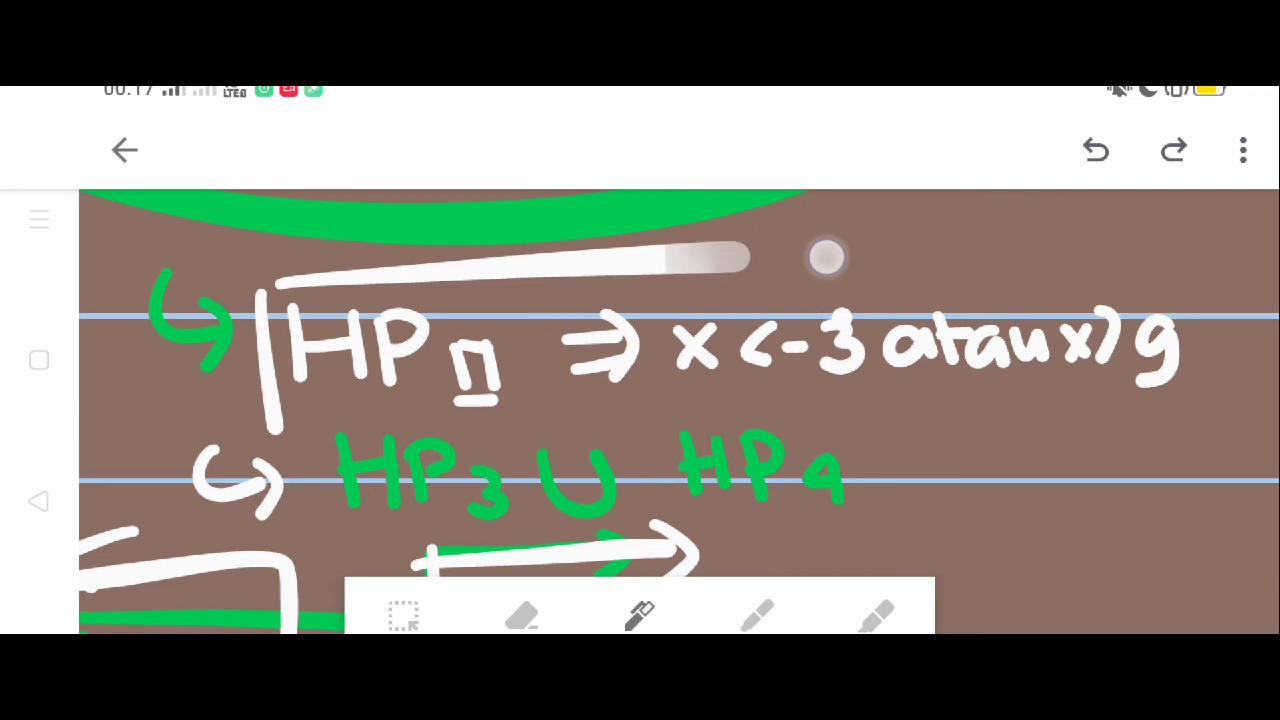 HP II ⇒ x < -3 atau x > 9
HP3 ∪ HP4